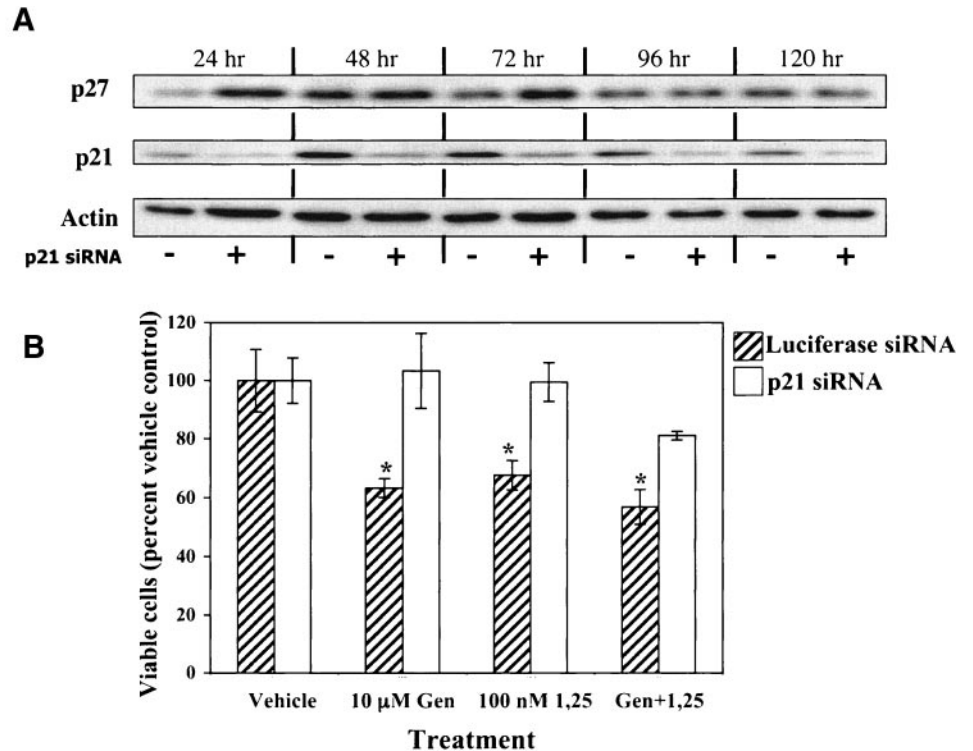 A
24 hr 48 hr 72 hr 96 hr 120 hr
p27
p21
Actin
p21 siRNA - + - + - + - + - +
B
Viable cells (percent vehicle control)
120
100
80
60
40
20
0
* * *
Luciferase siRNA
p21 siRNA
Vehicle 10 μM Gen 100 nM 1,25 Gen+1,25
Treatment